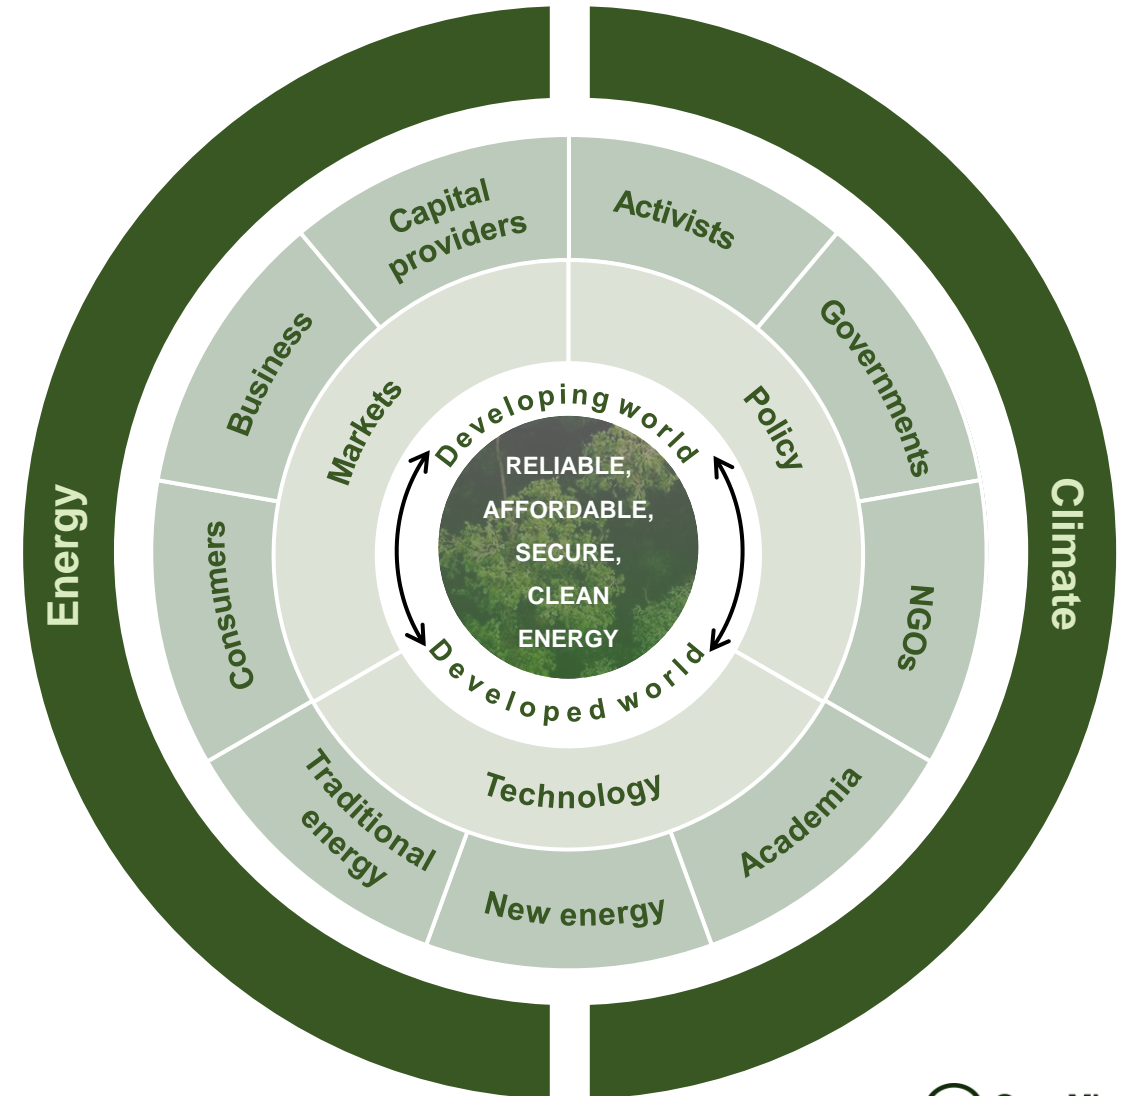 Energy
Climate
Capital
providers
Activists
Governments
NGOs
Academia
New energy
Traditional
energy
Consumers
Business
Markets
Policy
Technology
Developing world
Developed world
RELIABLE,
AFFORDABLE,
SECURE,
CLEAN
ENERGY